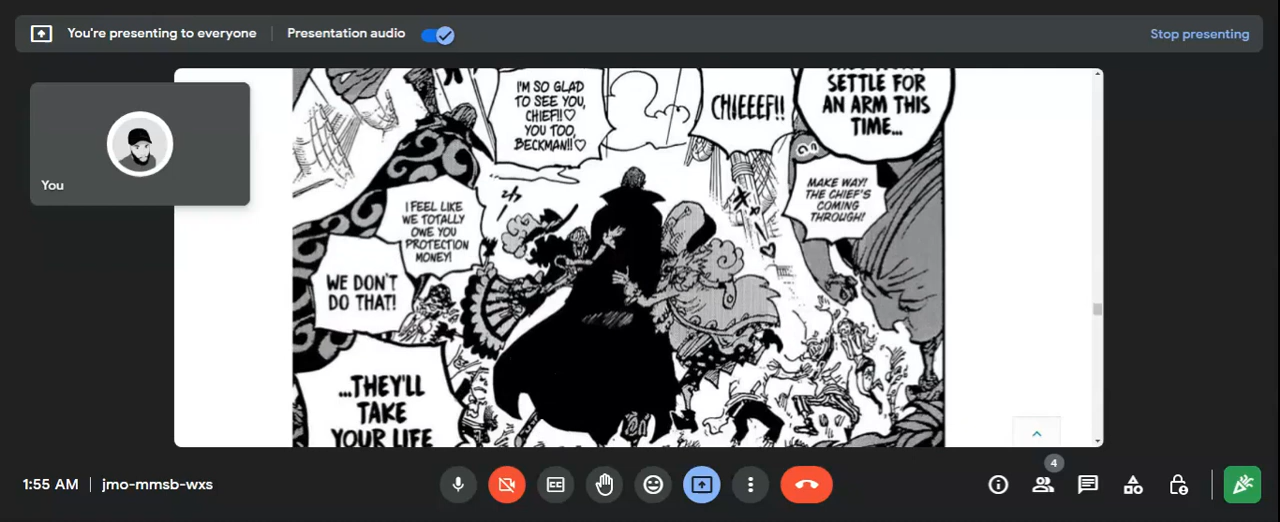 You're presenting to everyone
Presentation audio
Stop presenting
You
I'M SO GLAD
TO SEE YOU,
CHIEF!!♡
YOU TOO,
BECKMAN!!♡
CHIEEEF!!
SETTLE FOR
AN ARM THIS
TIME...
MAKE WAY!
THE CHIEF'S
COMING
THROUGH!
I FEEL LIKE
WE TOTALLY
OWE YOU
PROTECTION
MONEY!
WE DON'T
DO THAT!
...THEY'LL
TAKE
YOUR LIFE
1:55 AM
jmo-mmsb-wxs
4